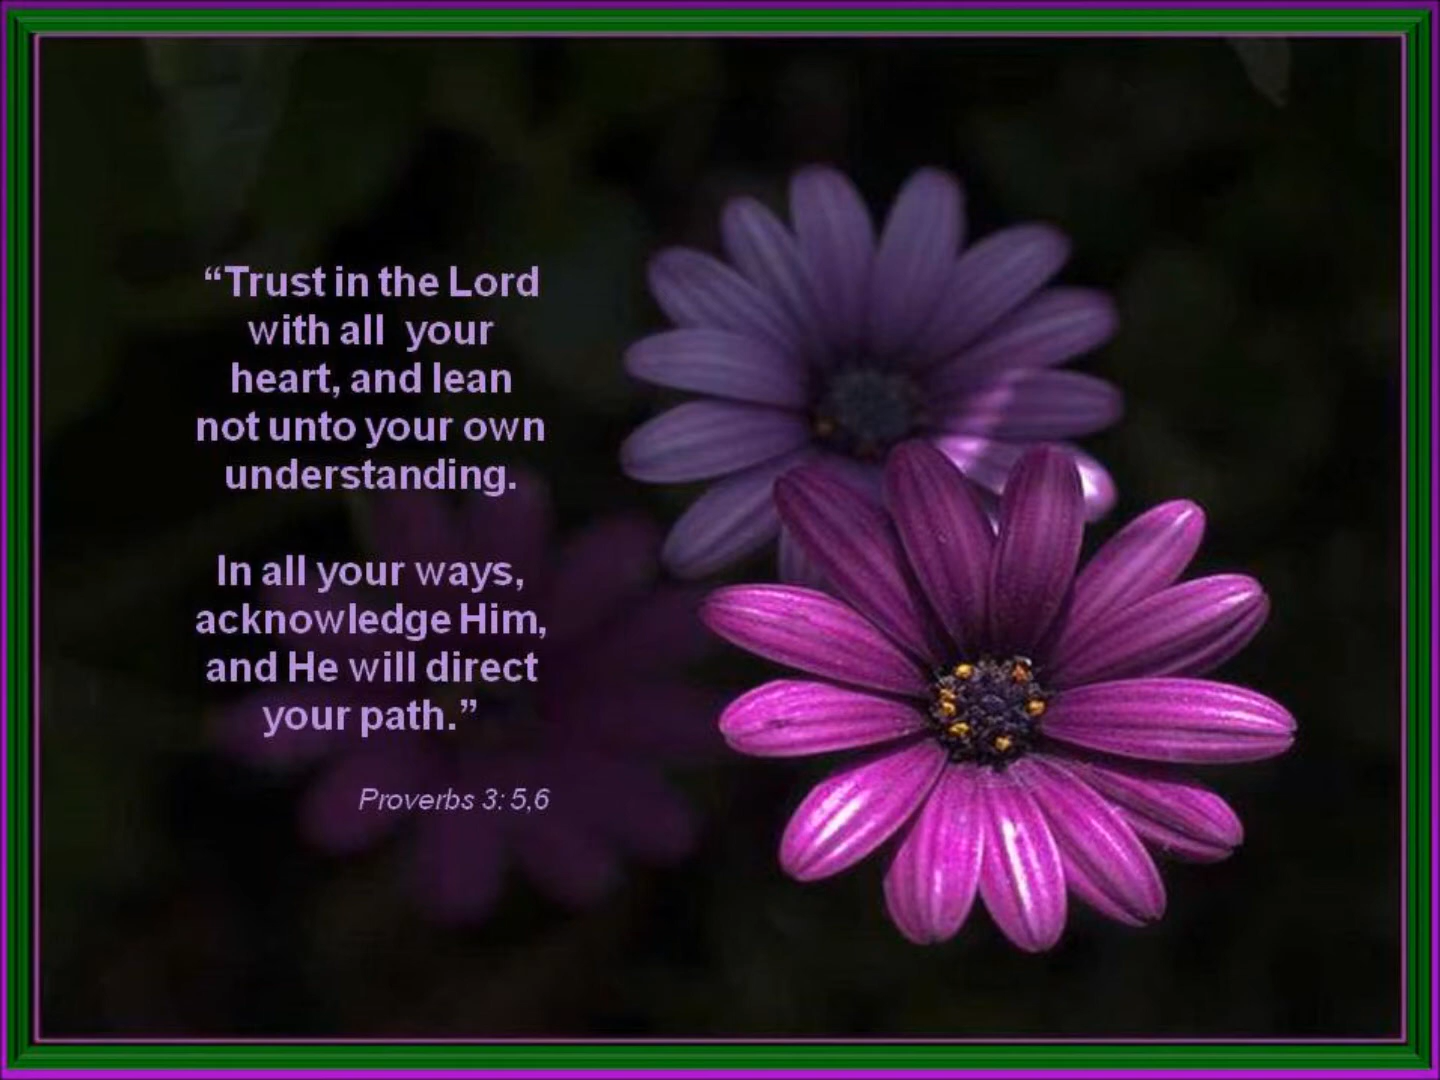 “Trust in the Lord
with all  your
heart, and lean
not unto your own
understanding.
In all your ways,
acknowledge Him,
and He will direct
your path.”
Proverbs 3: 5,6